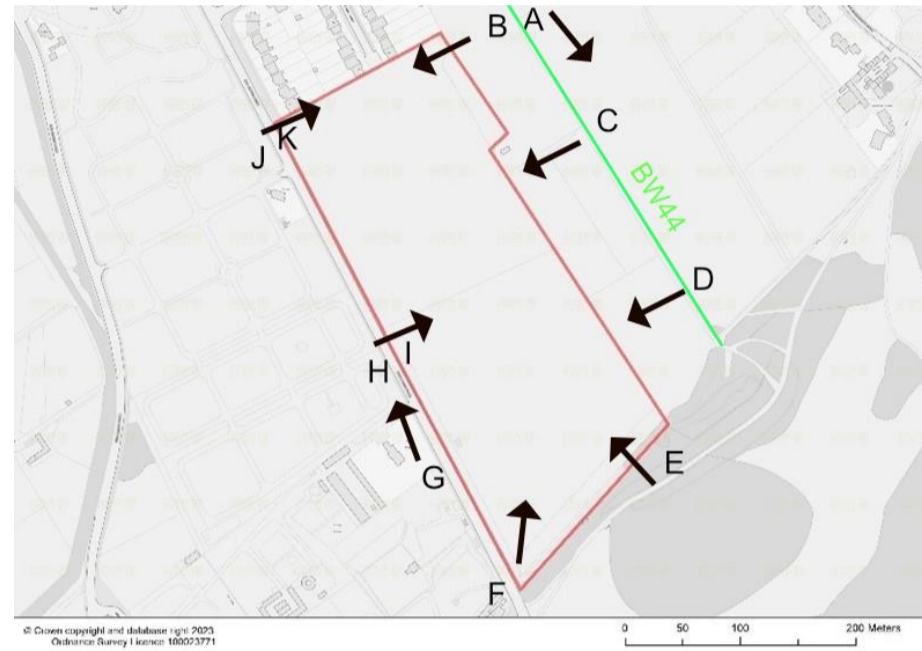 B A
C
BW44
K
J
D
I
H
E
G
F
© Crown copyright and database right 2023
Ordnance Survey Licence 100023771
0 50 100 200 Meters